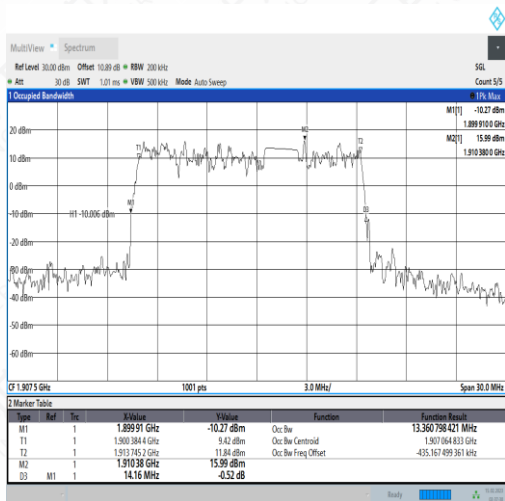 MultiView Spectrum
Ref Level 30.00 dBm Offset 10.89 dB RBW 200 kHz SGL
Att 30 dB SWT 1.01 ms VBW 500 kHz Mode Auto Sweep Count 5/5
1 Occupied Bandwidth 1Pk Max
M1[1] -10.27 dBm
1.899 910 0 GHz
M2[1] 15.99 dBm
1.910 380 0 GHz
20 dBm
M2
T1
T2
10 dBm
0 dBm
M1
D3
-10 dBm
H1 -10.006 dBm
-20 dBm
-30 dBm
-40 dBm
-50 dBm
-60 dBm
CF 1.907 5 GHz 1001 pts 3.0 MHz/ Span 30.0 MHz
2 Marker Table
Type Ref Trc X-Value Y-Value Function Function Result
M1 1 1.899 91 GHz -10.27 dBm Occ Bw 13.360 798 421 MHz
T1 1 1.900 384 4 GHz 9.42 dBm Occ Bw Centroid 1.907 064 833 GHz
T2 1 1.913 745 2 GHz 11.84 dBm Occ Bw Freq Offset -435.167 499 361 kHz
M2 1 1.910 38 GHz 15.99 dBm
D3 M1 1 14.16 MHz -0.52 dB
Ready